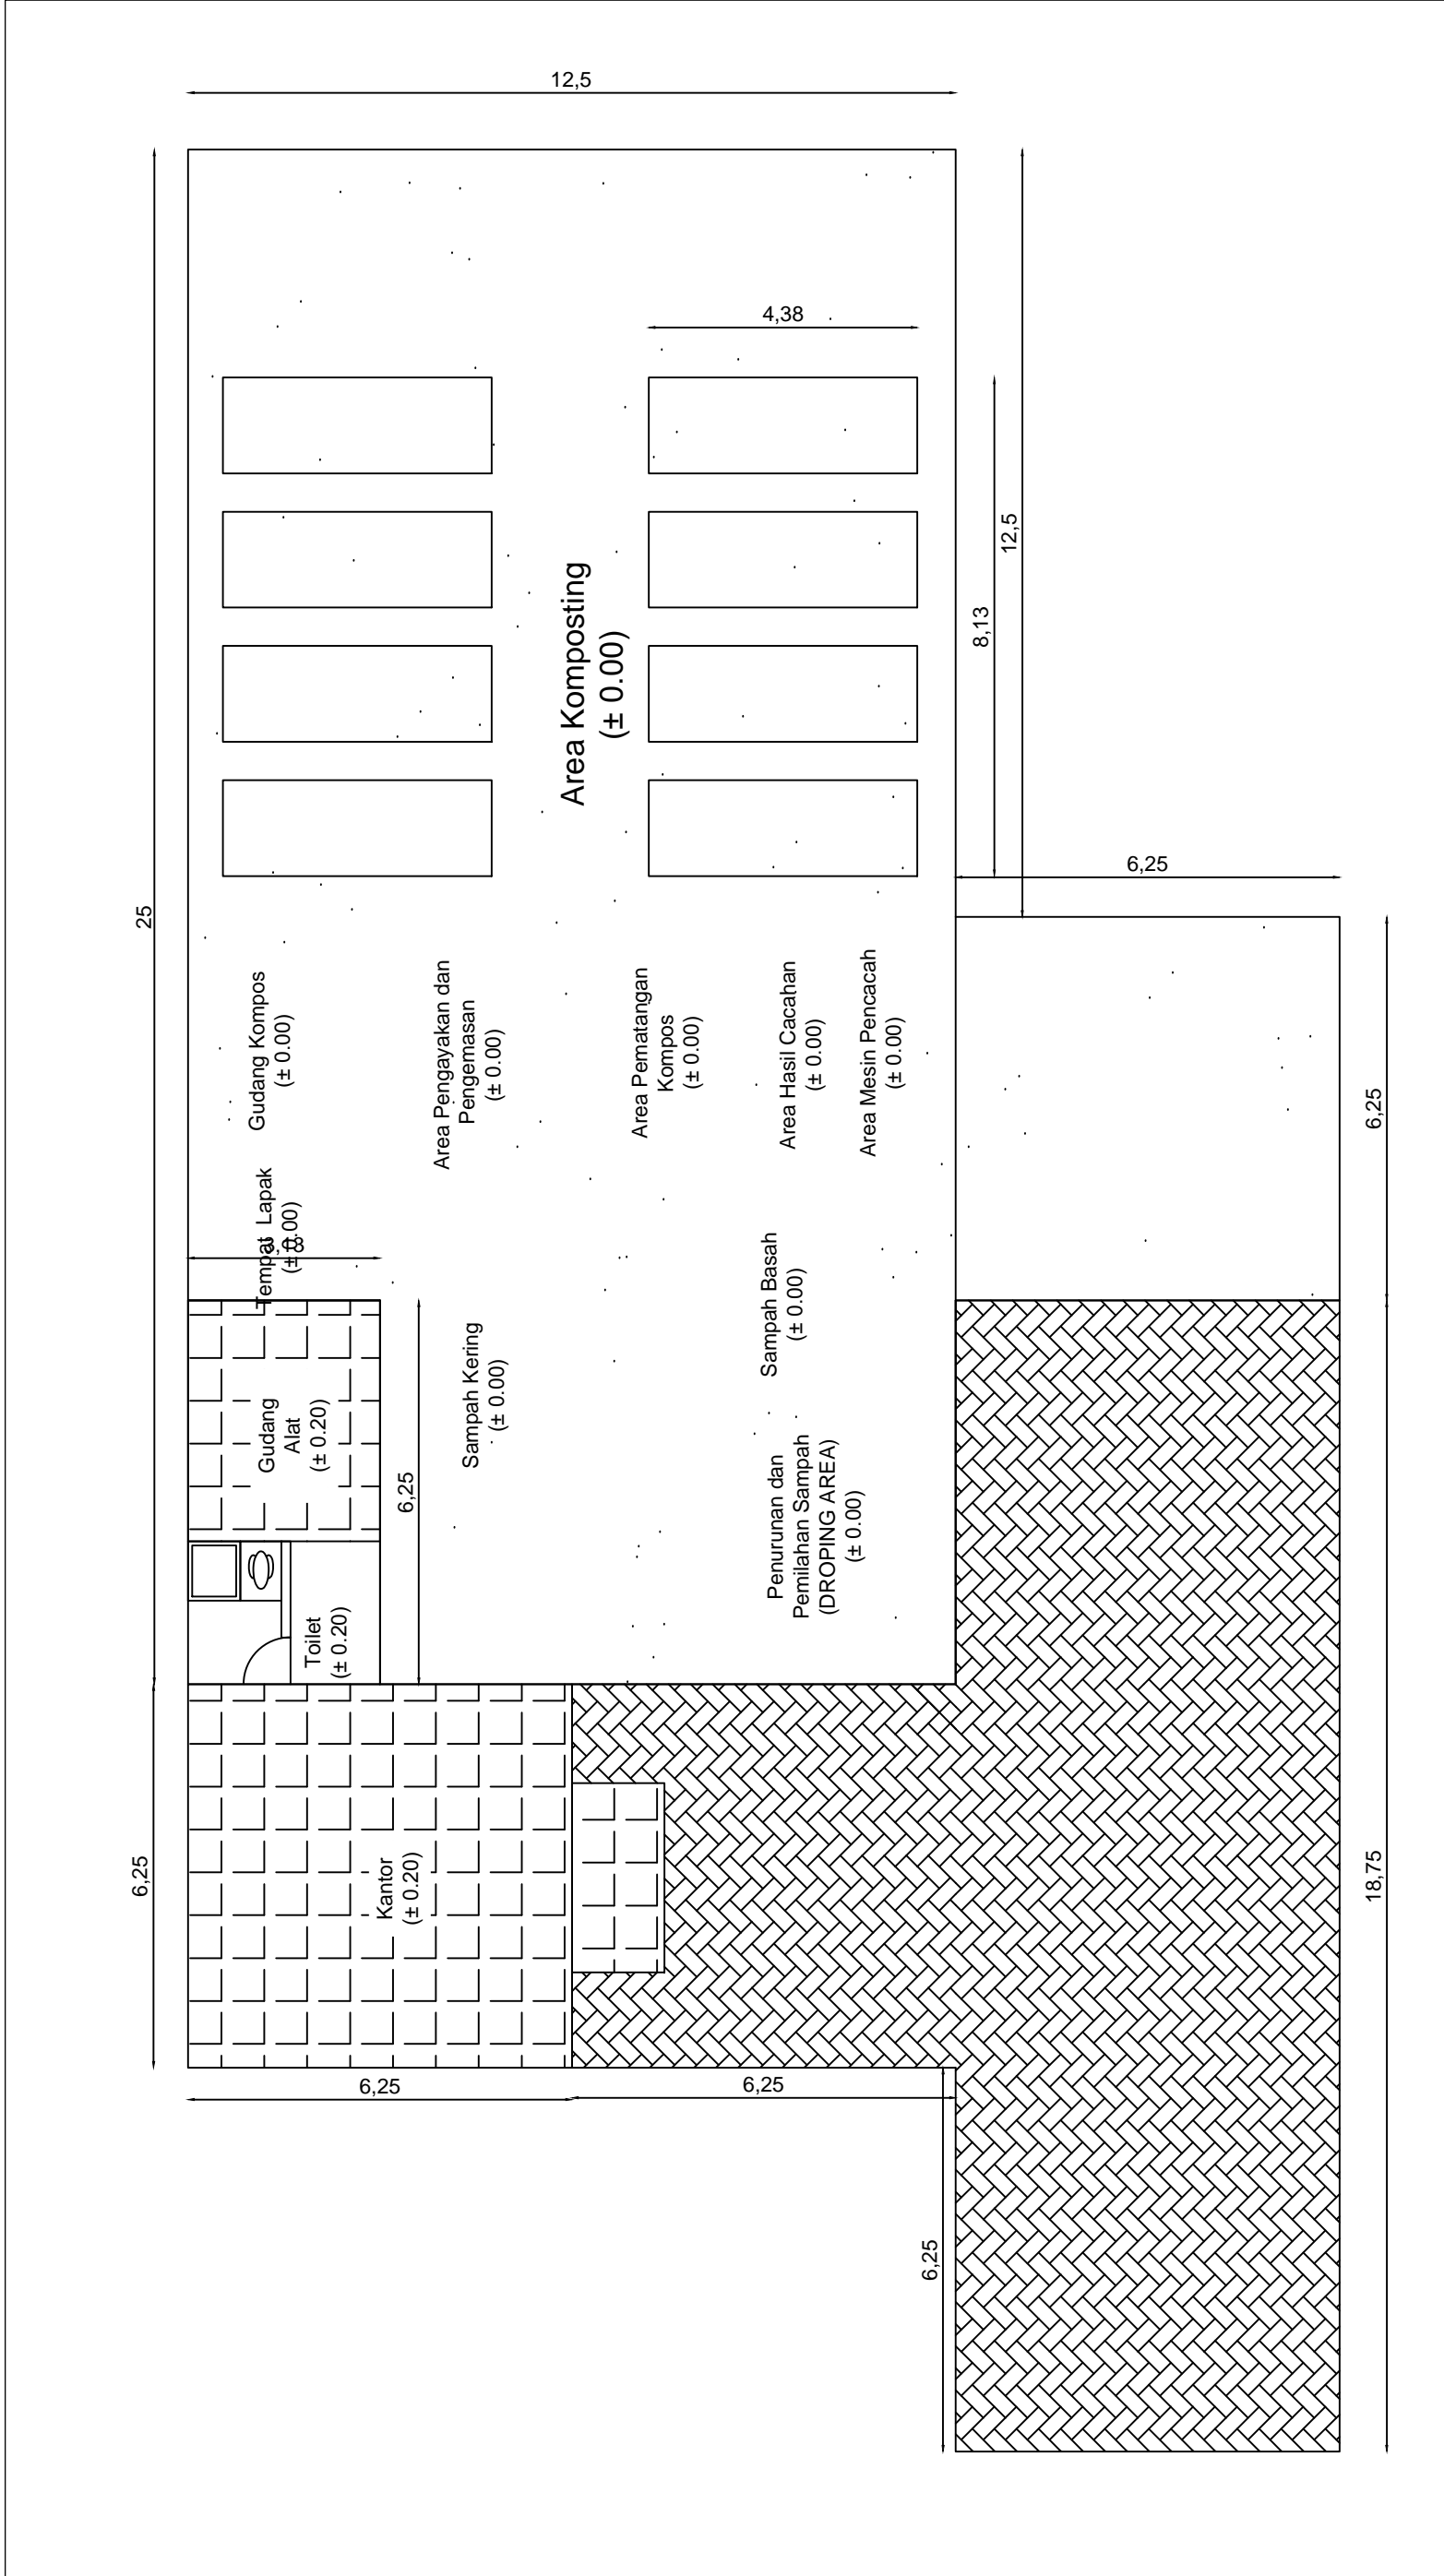 12,5
25
4,38
12,5
8,13
Area Komposting
(± 0.00)
6,25
Gudang Kompos
(± 0.00)
Area Pengayakan dan
Pengemasan
(± 0.00)
Area Pematangan
Kompos
(± 0.00)
Area Hasil Cacahan
(± 0.00)
Area Mesin Pencacah
(± 0.00)
6,25
Tempat Lapak
(± 0.00)
3,13
Sampah Basah
(± 0.00)
Sampah Kering
(± 0.00)
Gudang
Alat
(± 0.20)
6,25
Penurunan dan
Pemilahan Sampah
(DROPING AREA)
(± 0.00)
Toilet
(± 0.20)
6,25
Kantor
(± 0.20)
18,75
6,25
6,25
6,25